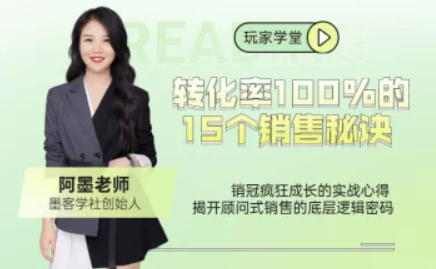 READING
玩家学堂
转化率100%的
15个销售秘诀
阿墨老师
墨客学社创始人
销冠疯狂成长的实战心得
揭开顾问式销售的底层逻辑密码